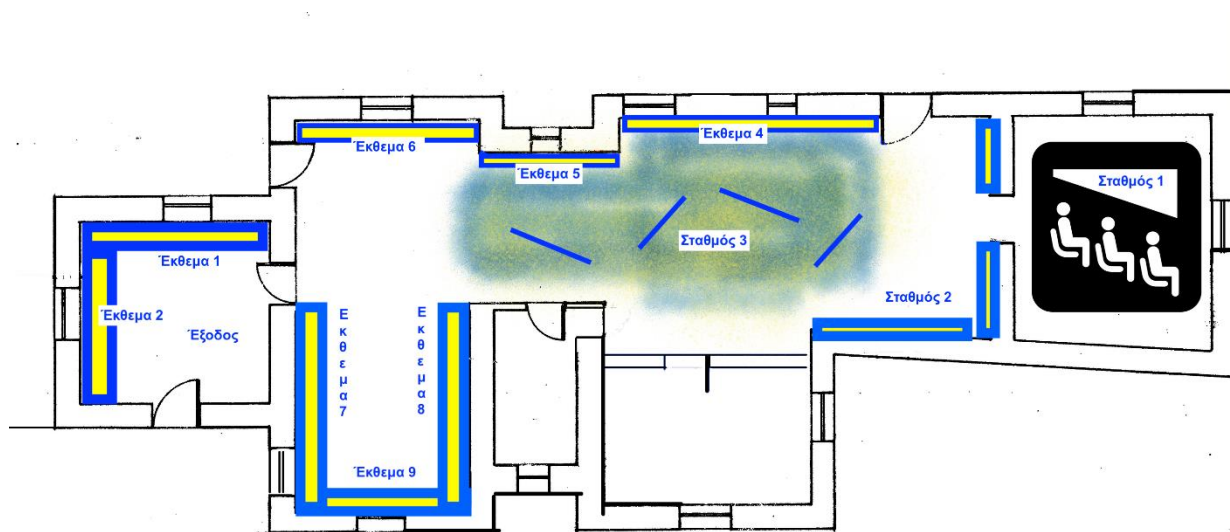 Έκθεμα 4
Έκθεμα 6
Έκθεμα 5
Σταθμός 1
Σταθμός 3
Έκθεμα 1
Έκθεμα 2
Έξοδος
Σταθμός 2
Εκθεμα7
Εκθεμα8
Έκθεμα 9